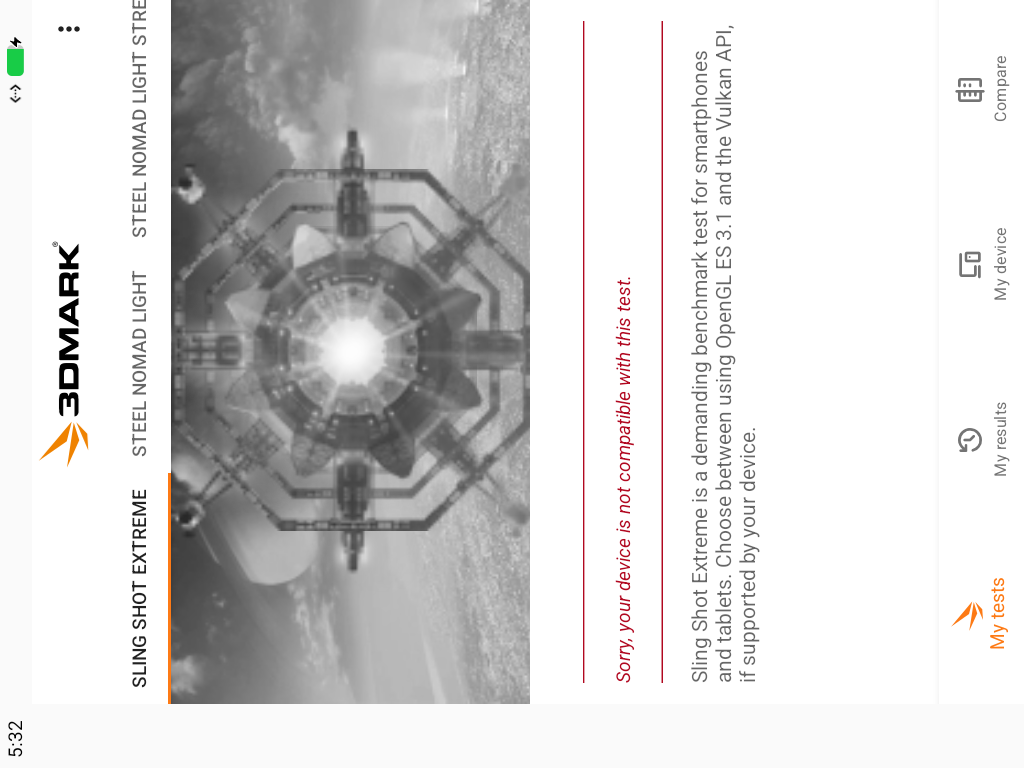 5:32
3DMARK®
SLING SHOT EXTREME
STEEL NOMAD LIGHT
STEEL NOMAD LIGHT STRE
Sorry, your device is not compatible with this test.
Sling Shot Extreme is a demanding benchmark test for smartphones
and tablets. Choose between using OpenGL ES 3.1 and the Vulkan API,
if supported by your device.
My tests
My results
My device
Compare